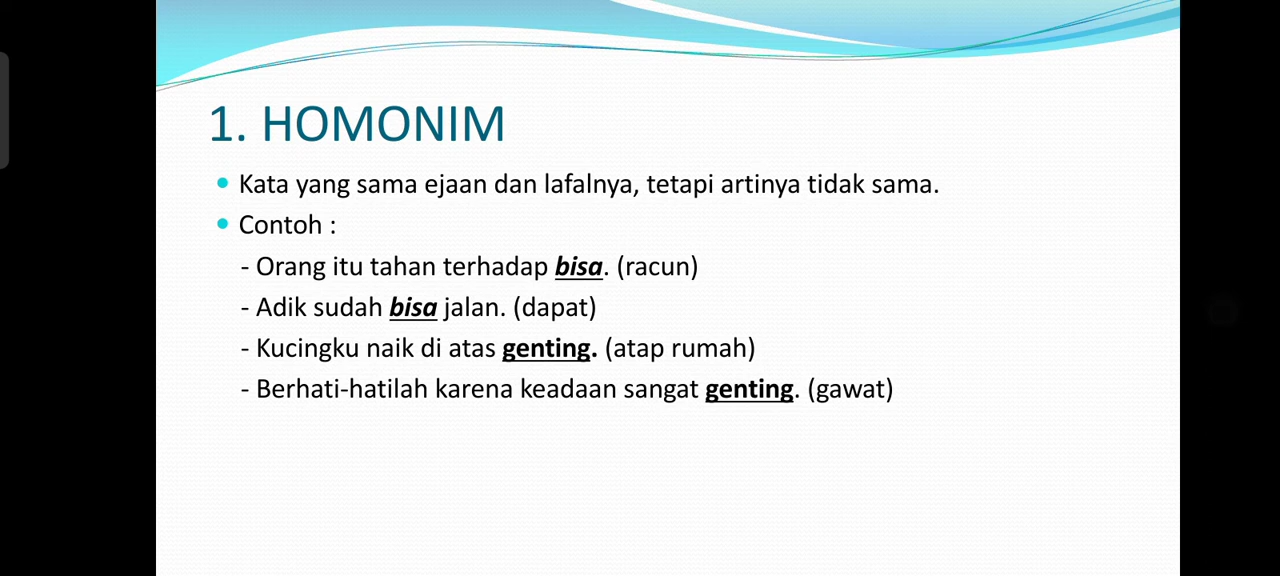 1. HOMONIM
• Kata yang sama ejaan dan lafalnya, tetapi artinya tidak sama.
• Contoh :
- Orang itu tahan terhadap bisa. (racun)
- Adik sudah bisa jalan. (dapat)
- Kucingku naik di atas genting. (atap rumah)
- Berhati-hatilah karena keadaan sangat genting. (gawat)